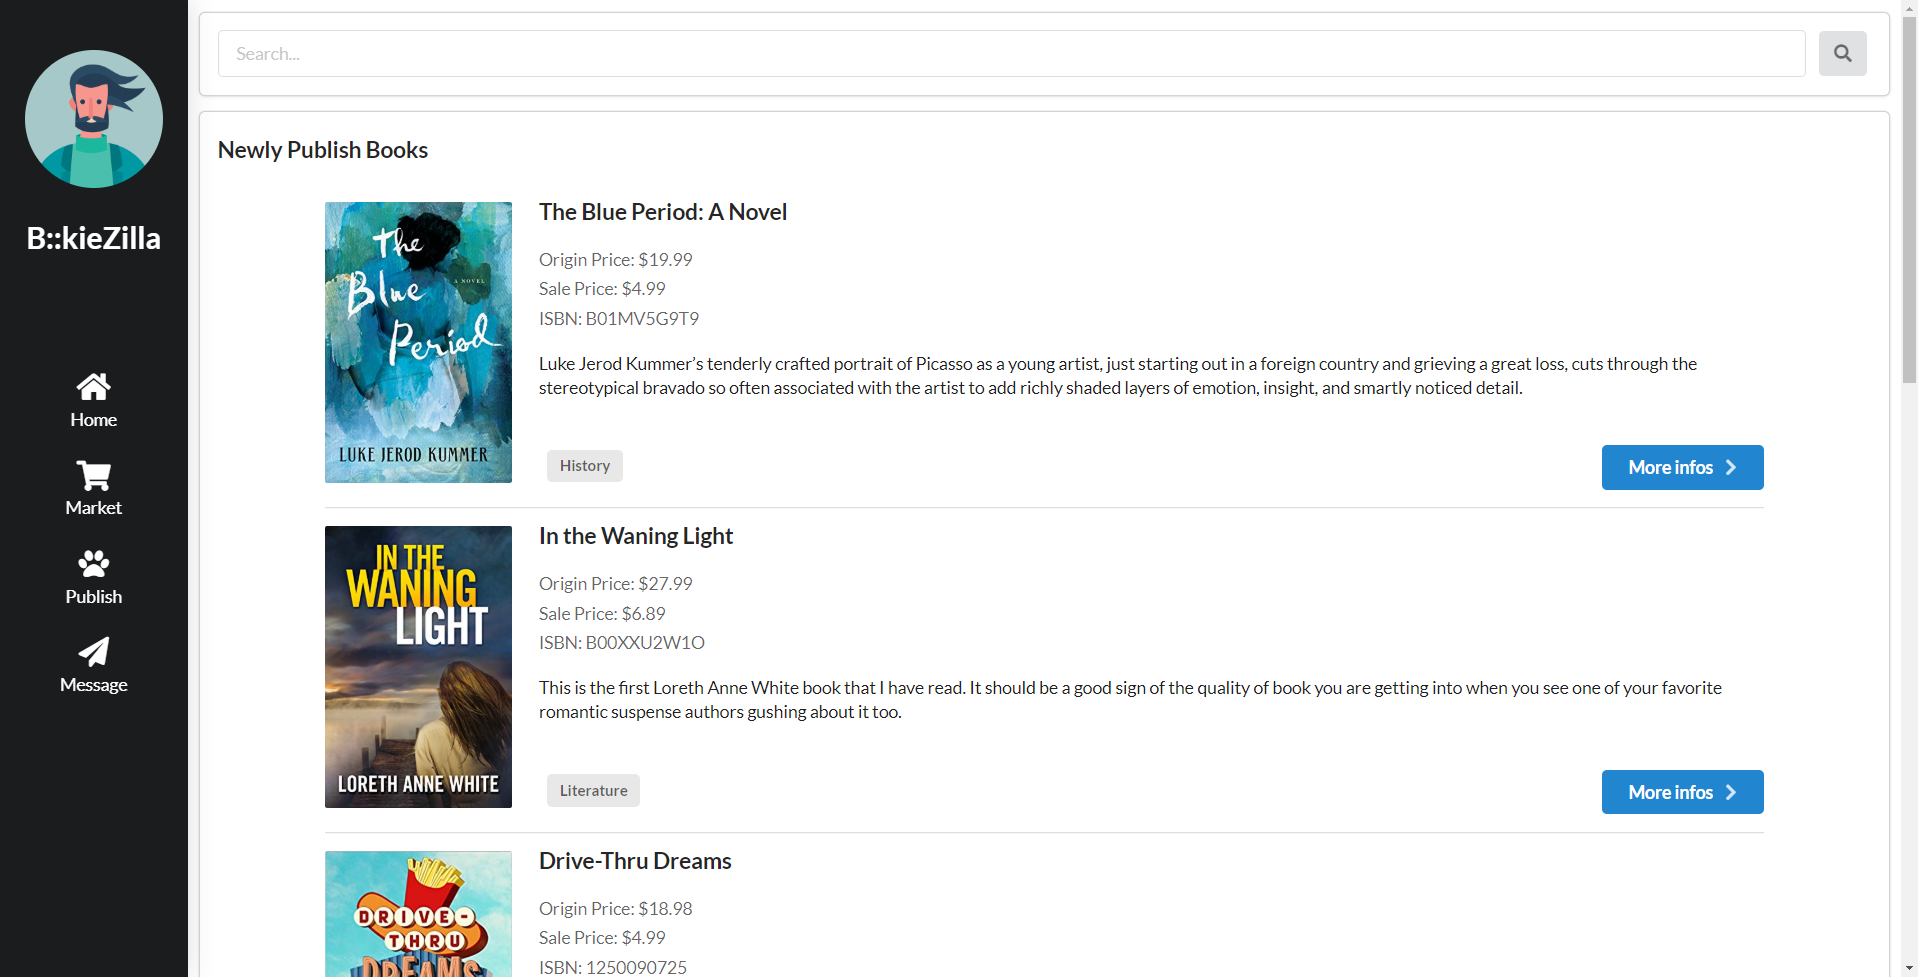 B::kieZilla
Home
Market
Publish
Message
Search...
Newly Publish Books
The
Blue
A NOVEL
Period
LUKE JEROD KUMMER
The Blue Period: A Novel
Origin Price: $19.99
Sale Price: $4.99
ISBN: B01MV5G9T9
Luke Jerod Kummer’s tenderly crafted portrait of Picasso as a young artist, just starting out in a foreign country and grieving a great loss, cuts through the
stereotypical bravado so often associated with the artist to add richly shaded layers of emotion, insight, and smartly noticed detail.
History
More infos
IN THE
WANING
LIGHT
LORETH ANNE WHITE
In the Waning Light
Origin Price: $27.99
Sale Price: $6.89
ISBN: B00XXU2W1O
This is the first Loreth Anne White book that I have read. It should be a good sign of the quality of book you are getting into when you see one of your favorite
romantic suspense authors gushing about it too.
Literature
More infos
DRIVE-
THRU
DREAMS
Drive-Thru Dreams
Origin Price: $18.98
Sale Price: $4.99
ISBN: 1250090725